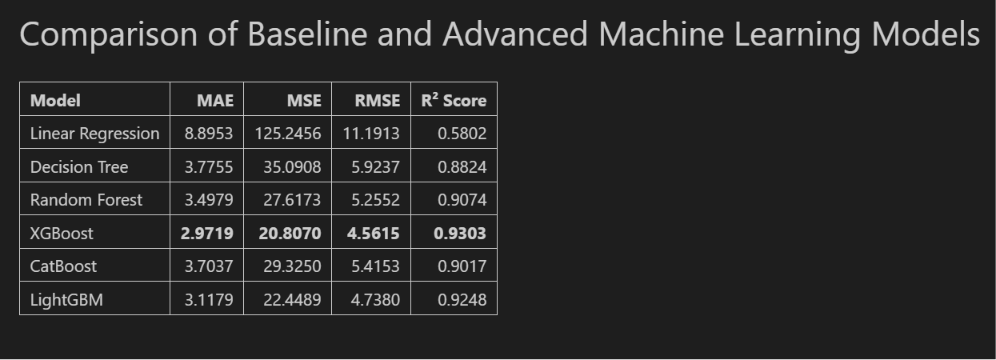 Comparison of Baseline and Advanced Machine Learning Models
Model MAE MSE RMSE R² Score
Linear Regression 8.8953 125.2456 11.1913 0.5802
Decision Tree 3.7755 35.0908 5.9237 0.8824
Random Forest 3.4979 27.6173 5.2552 0.9074
XGBoost 2.9719 20.8070 4.5615 0.9303
CatBoost 3.7037 29.3250 5.4153 0.9017
LightGBM 3.1179 22.4489 4.7380 0.9248